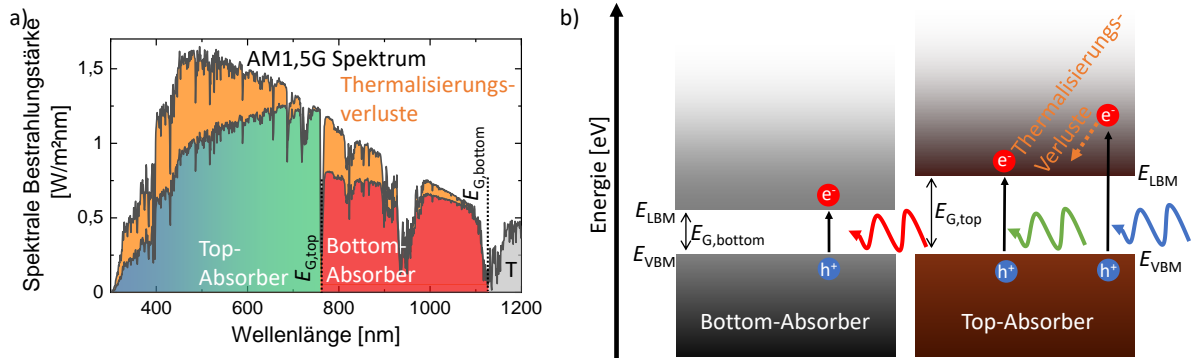 a)
Spektrale Bestrahlungstärke
[W/m²nm]
1,5
1
0,5
0
AM1,5G Spektrum
Thermalisierungs-
verluste
E_G,bottom
E_G,top
Top-
Absorber
Bottom-
Absorber
T
400
600
800
1000
1200
Wellenlänge [nm]
b)
Energie [eV]
E_LBM
E_G,bottom
E_VBM
e⁻
h⁺
Bottom-Absorber
Thermalisierungs-
Verluste
e⁻
e⁻
E_LBM
E_G,top
E_VBM
h⁺
h⁺
Top-Absorber